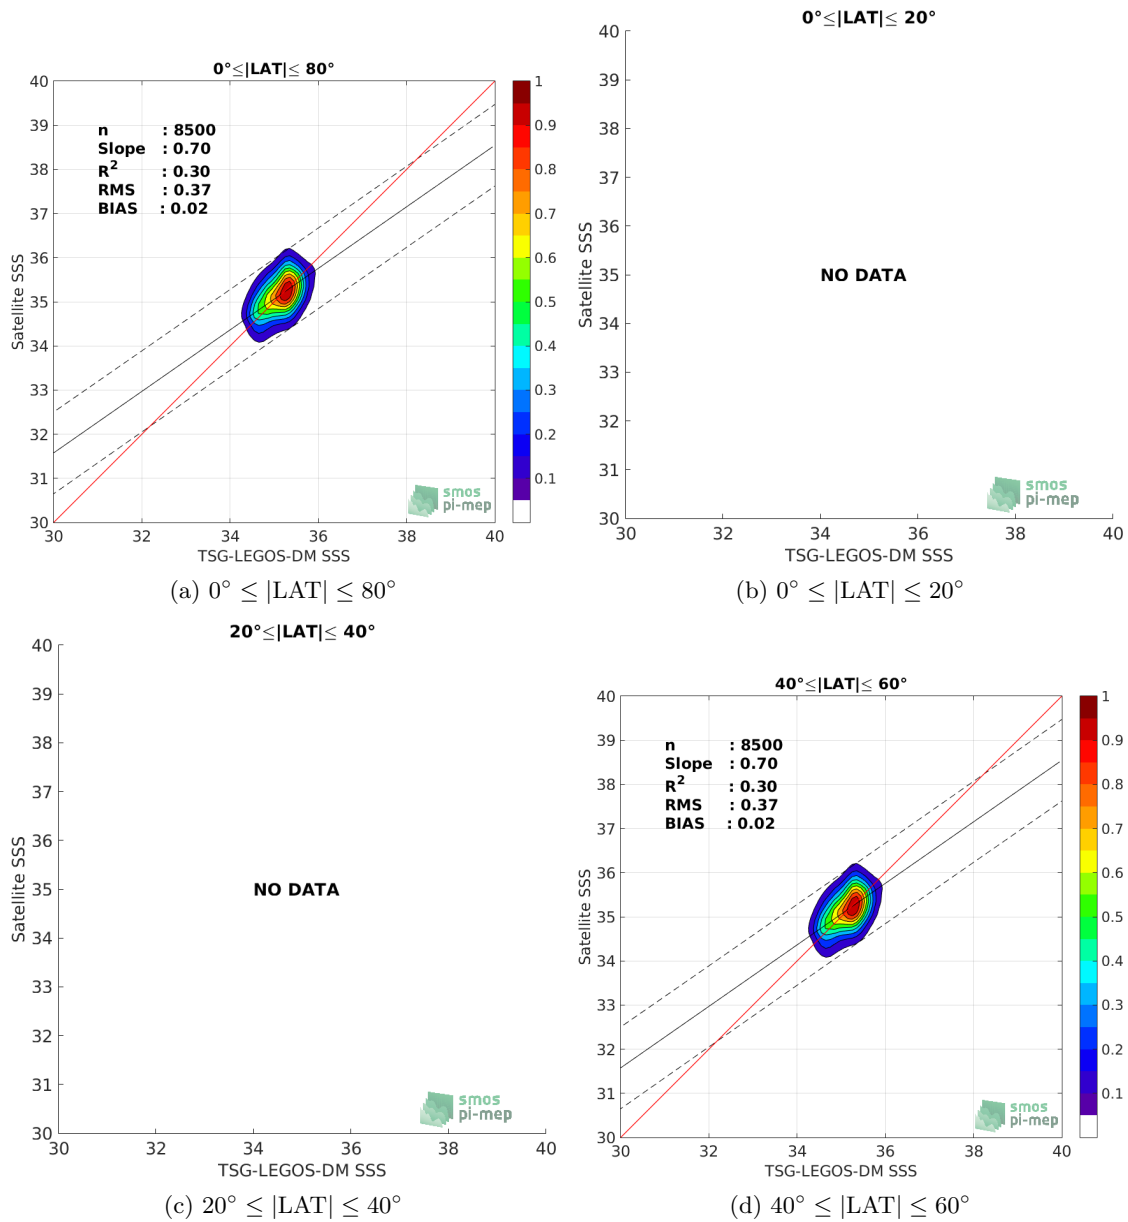 0°≤|LAT|≤ 80°
40
39
38
37
36
35
34
33
32
31
30
Satellite SSS
n : 8500
Slope : 0.70
R² : 0.30
RMS : 0.37
BIAS : 0.02
1
0.9
0.8
0.7
0.6
0.5
0.4
0.3
0.2
0.1
smos
pi-mep
30 32 34 36 38 40
TSG-LEGOS-DM SSS
(a) 0° ≤ |LAT| ≤ 80°
0°≤|LAT|≤ 20°
40
39
38
37
36
35
34
33
32
31
30
Satellite SSS
NO DATA
smos
pi-mep
30 32 34 36 38 40
TSG-LEGOS-DM SSS
(b) 0° ≤ |LAT| ≤ 20°
20°≤|LAT|≤ 40°
40
39
38
37
36
35
34
33
32
31
30
Satellite SSS
NO DATA
smos
pi-mep
30 32 34 36 38 40
TSG-LEGOS-DM SSS
(c) 20° ≤ |LAT| ≤ 40°
40°≤|LAT|≤ 60°
40
39
38
37
36
35
34
33
32
31
30
Satellite SSS
n : 8500
Slope : 0.70
R² : 0.30
RMS : 0.37
BIAS : 0.02
1
0.9
0.8
0.7
0.6
0.5
0.4
0.3
0.2
0.1
smos
pi-mep
30 32 34 36 38 40
TSG-LEGOS-DM SSS
(d) 40° ≤ |LAT| ≤ 60°